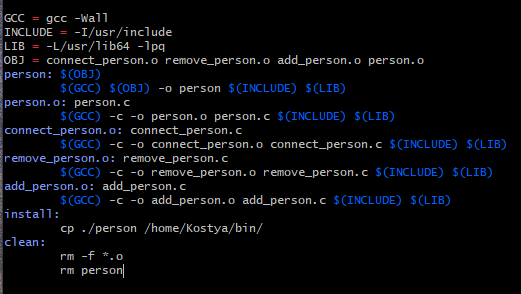 GCC = gcc -Wall
INCLUDE = -I/usr/include
LIB = -L/usr/lib64 -lpq
OBJ = connect_person.o remove_person.o add_person.o person.o
person: $(OBJ)
        $(GCC) $(OBJ) -o person $(INCLUDE) $(LIB)
person.o: person.c
        $(GCC) -c -o person.o person.c $(INCLUDE) $(LIB)
connect_person.o: connect_person.c
        $(GCC) -c -o connect_person.o connect_person.c $(INCLUDE) $(LIB)
remove_person.o: remove_person.c
        $(GCC) -c -o remove_person.o remove_person.c $(INCLUDE) $(LIB)
add_person.o: add_person.c
        $(GCC) -c -o add_person.o add_person.c $(INCLUDE) $(LIB)
install:
        cp ./person /home/Kostya/bin/
clean:
        rm -f *.o
        rm person